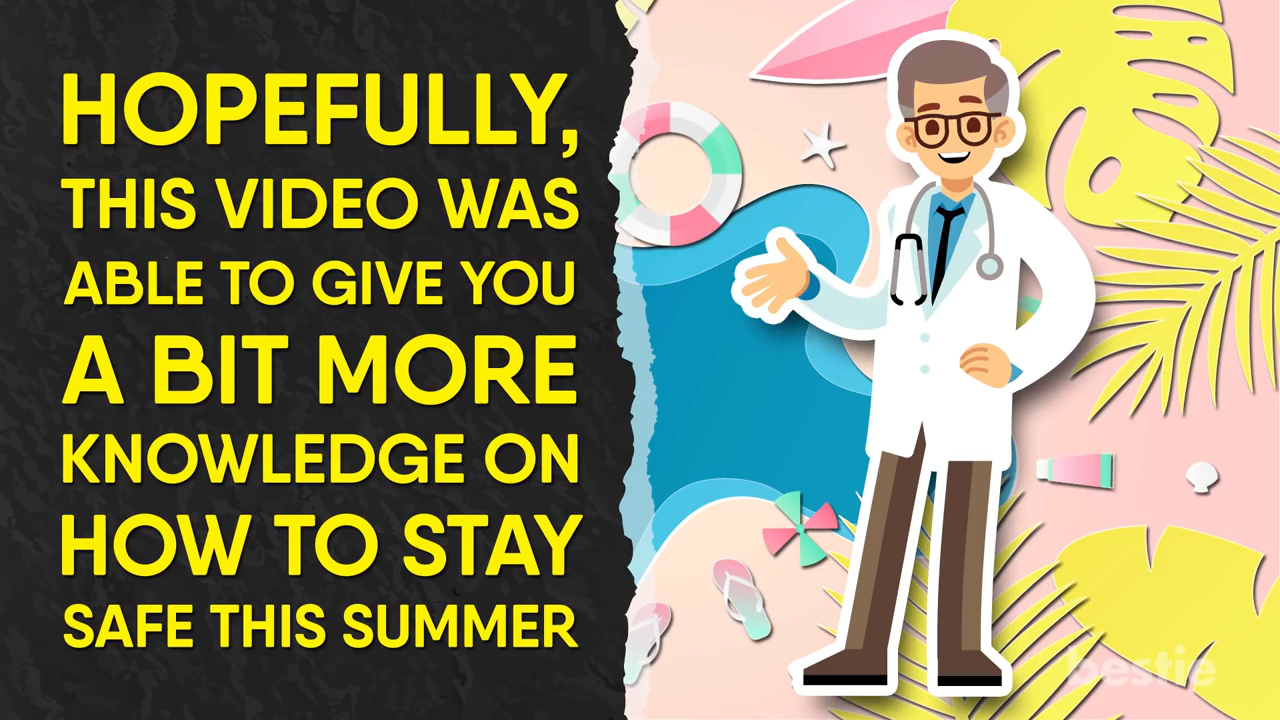 HOPEFULLY,
THIS VIDEO WAS
ABLE TO GIVE YOU
A BIT MORE
KNOWLEDGE ON
HOW TO STAY
SAFE THIS SUMMER
bestie